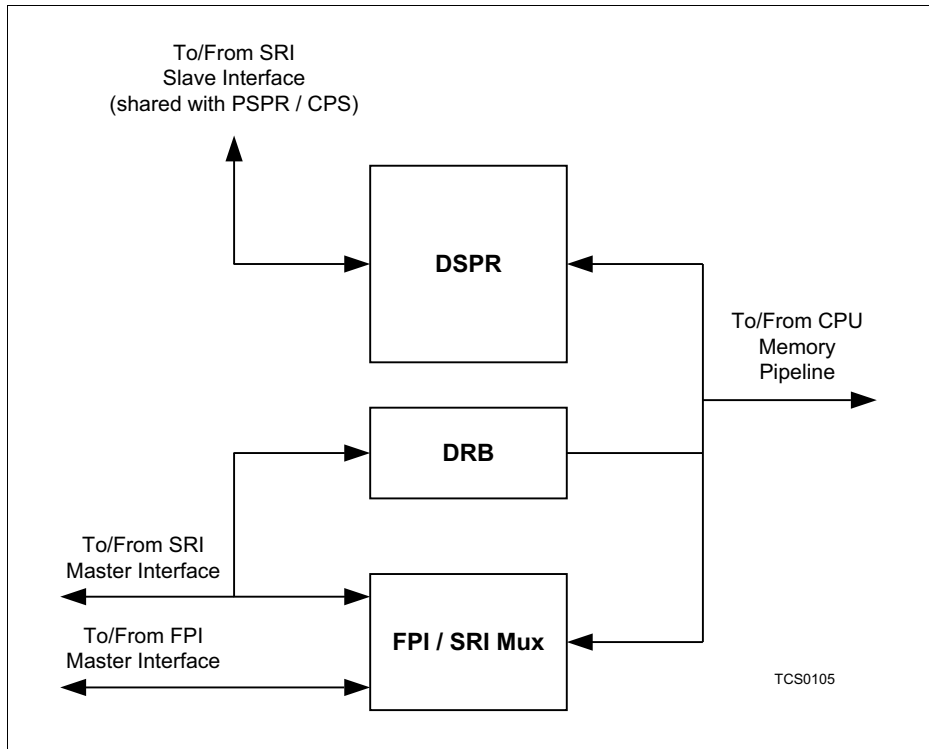 To/From SRI
Slave Interface
(shared with PSPR / CPS)
DSPR
To/From CPU
Memory
Pipeline
DRB
To/From SRI
Master Interface
To/From FPI
Master Interface
FPI / SRI Mux
TCS0105